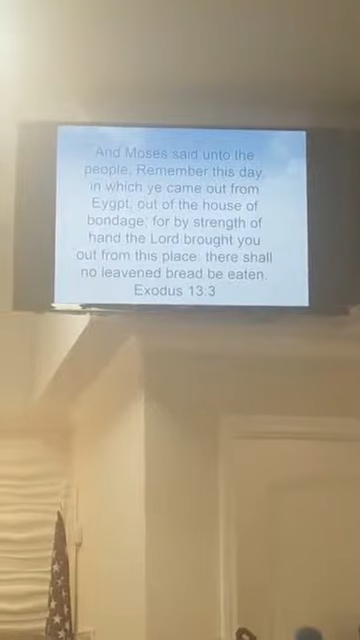 And Moses said unto the
people, Remember this day,
in which ye came out from
Eygpt, out of the house of
bondage; for by strength of
hand the Lord brought you
out from this place: there shall
no leavened bread be eaten.
Exodus 13:3